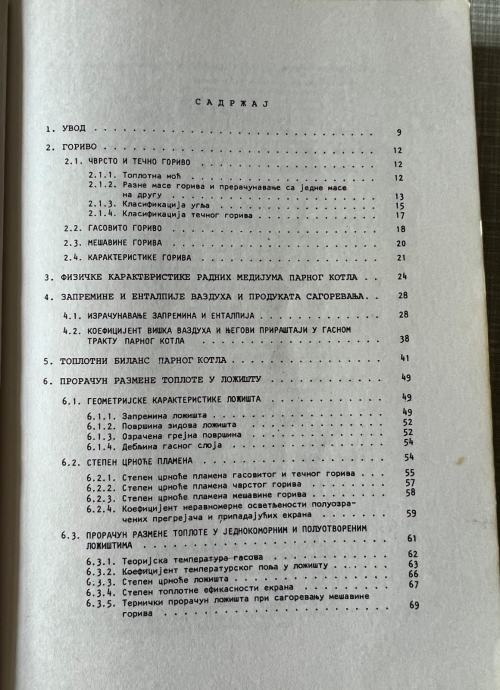 САДРЖАЈ
1. УВОД . . . . . . . . . . . . . . . . . . . . . . . . . 9
2. ГОРИВО . . . . . . . . . . . . . . . . . . . . . . . . 12
2.1. ЧВРСТО И ТЕЧНО ГОРИВО . . . . . . . . . . . . . . . 12
2.1.1. Топлотна моћ . . . . . . . . . . . . . . . . . . 12
2.1.2. Разне масе горива и прерачунавање са једне масе
на другу . . . . . . . . . . . . . . . . . . . . 13
2.1.3. Класификација угља . . . . . . . . . . . . . . . 15
2.1.4. Класификација течног горива . . . . . . . . . . . 17
2.2. ГАСОВИТО ГОРИВО . . . . . . . . . . . . . . . . . . 18
2.3. МЕШАВИНЕ ГОРИВА . . . . . . . . . . . . . . . . . . 20
2.4. КАРАКТЕРИСТИКЕ ГОРИВА . . . . . . . . . . . . . . . 21
3. ФИЗИЧКЕ КАРАКТЕРИСТИКЕ РАДНИХ МЕДИЈУМА ПАРНОГ КОТЛА . . 24
4. ЗАПРЕМИНЕ И ЕНТАЛПИЈЕ ВАЗДУХА И ПРОДУКАТА САГОРЕВАЊА . . 28
4.1. ИЗРАЧУНАВАЊЕ ЗАПРЕМИНА И ЕНТАЛПИЈА . . . . . . . . . 28
4.2. КОЕФИЦИЈЕНТ ВИШКА ВАЗДУХА И ЊЕГОВИ ПРИРАШТАЈИ У ГАСНОМ
ТРАКТУ ПАРНОГ КОТЛА . . . . . . . . . . . . . . . . 38
5. ТОПЛОТНИ БИЛАНС ПАРНОГ КОТЛА . . . . . . . . . . . . . 41
6. ПРОРАЧУН РАЗМЕНЕ ТОПЛОТЕ У ЛОЖИШТУ . . . . . . . . . . 49
6.1. ГЕОМЕТРИЈСКЕ КАРАКТЕРИСТИКЕ ЛОЖИШТА . . . . . . . . 49
6.1.1. Запремина ложишта . . . . . . . . . . . . . . . . 49
6.1.2. Површина зидова ложишта . . . . . . . . . . . . . 52
6.1.3. Озрачена грејна површина . . . . . . . . . . . . 52
6.1.4. Дебљина гасног слоја . . . . . . . . . . . . . . 54
6.2. СТЕПЕН ЦРНОЋЕ ПЛАМЕНА . . . . . . . . . . . . . . . 54
6.2.1. Степен црноће пламена гасовитог и течног горива . . 55
6.2.2. Степен црноће пламена чврстог горива . . . . . . . 57
6.2.3. Степен црноће пламена мешавине горива . . . . . . 58
6.2.4. Коефицијент неравномерне осветљености полуозра-
чених прегрејача и припадајућих екрана . . . . . . 59
6.3. ПРОРАЧУН РАЗМЕНЕ ТОПЛОТЕ У ЈЕДНОКОМОРНИМ И ПОЛУОТВОРЕНИМ
ЛОЖИШТИМА . . . . . . . . . . . . . . . . . . . . . 61
6.3.1. Теоријска температура гасова . . . . . . . . . . . 62
6.3.2. Коефицијент температурског поља у ложишту . . . . 63
6.3.3. Степен црноће ложишта . . . . . . . . . . . . . . 66
6.3.4. Степен топлотне ефикасности екрана . . . . . . . . 67
6.3.5. Термички прорачун ложишта при сагоревању мешавине
горива . . . . . . . . . . . . . . . . . . . . . 69